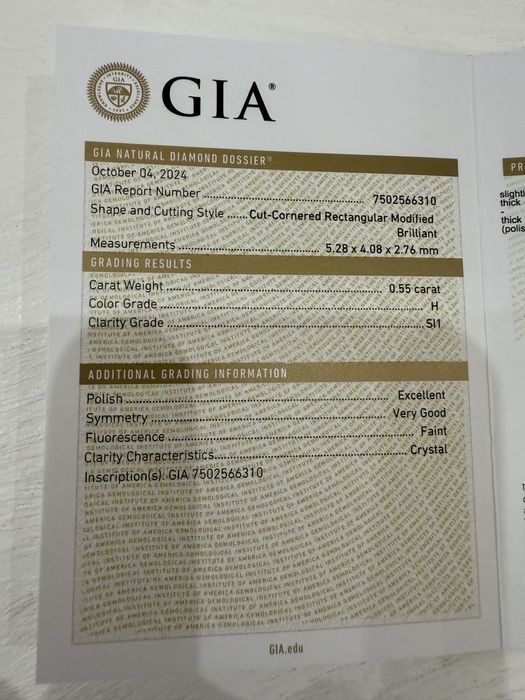 GIA®
GIA NATURAL DIAMOND DOSSIER®
October 04, 2024
GIA Report Number 7502566310
Shape and Cutting Style Cut-Cornered Rectangular Modified
Brilliant
Measurements 5.28 x 4.08 x 2.76 mm
GRADING RESULTS
Carat Weight 0.55 carat
Color Grade H
Clarity Grade SI1
ADDITIONAL GRADING INFORMATION
Polish Excellent
Symmetry Very Good
Fluorescence Faint
Clarity Characteristics Crystal
Inscription(s): GIA 7502566310
GIA.edu
PR
slightl
thick
-
thick
(polis